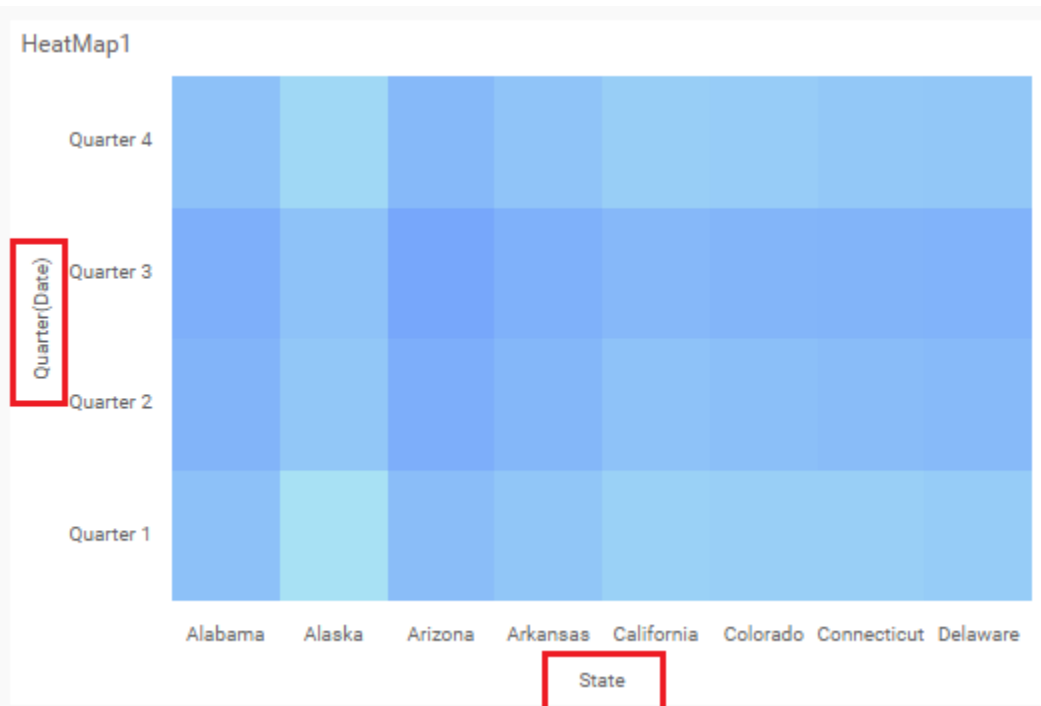 HeatMap1
Quarter 4
Quarter 3
Quarter(Date)
Quarter 2
Quarter 1
Alabama Alaska Arizona Arkansas California Colorado Connecticut Delaware
State